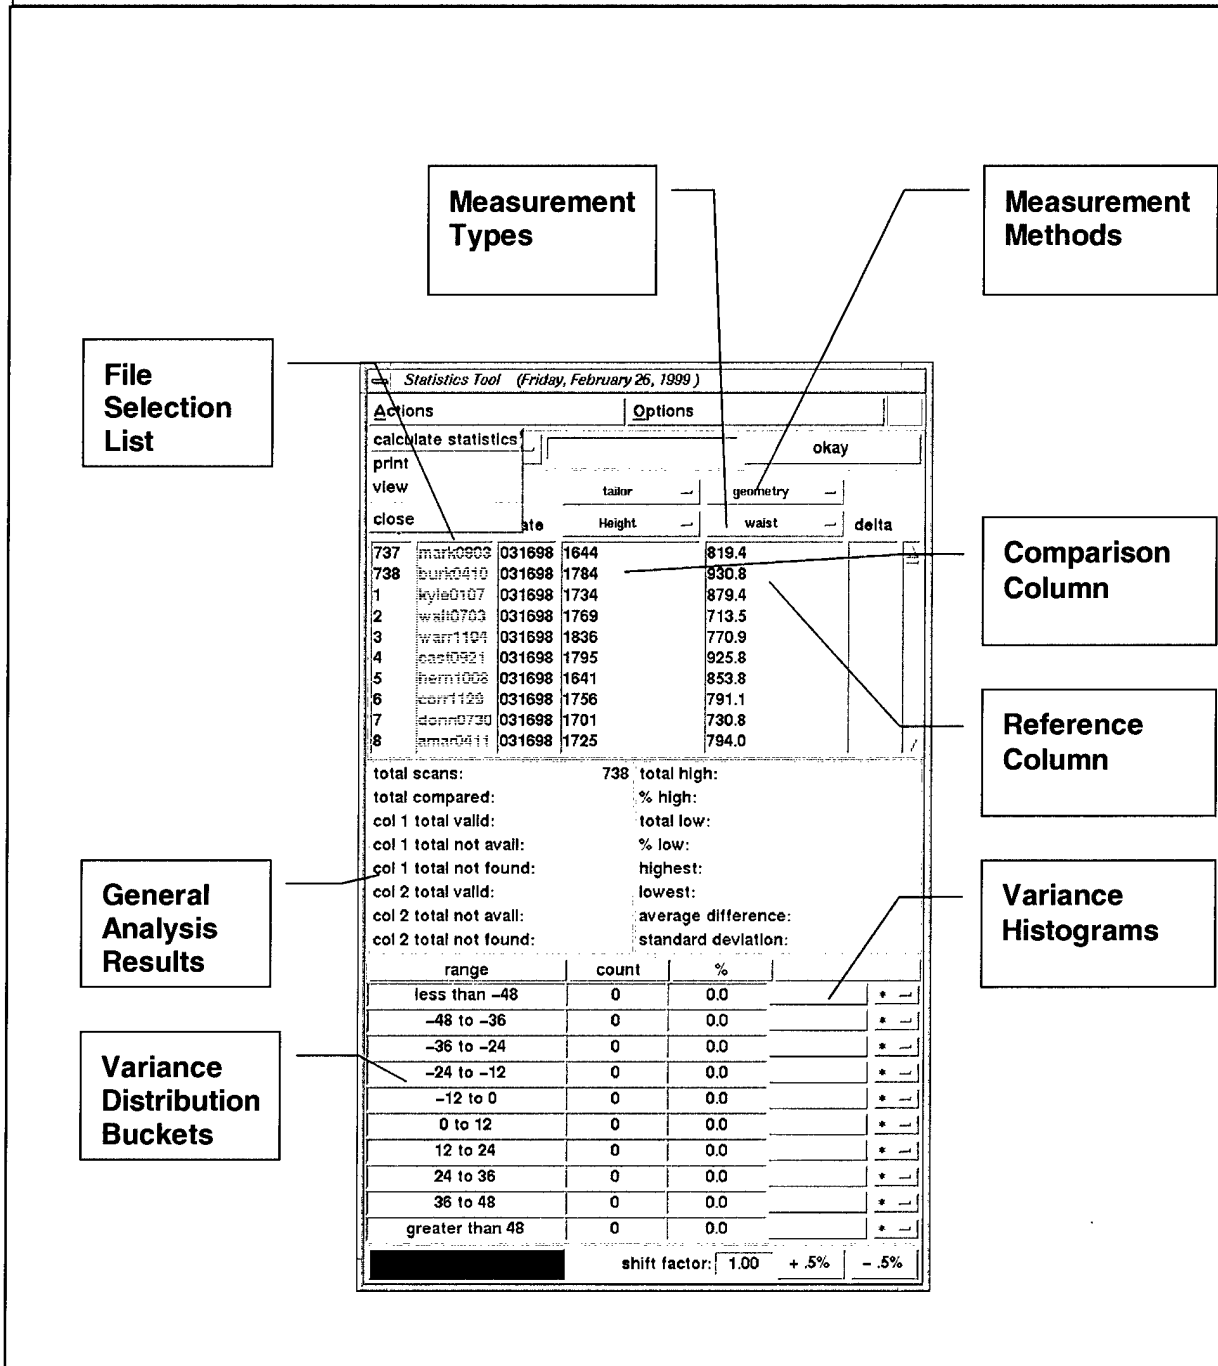 Measurement
Types
Measurement
Methods
File
Selection
List
Statistics Tool (Friday, February 26, 1999 )
Actions Options
calculate statistics okay
print
view tailor geometry
close Height waist delta
737 mark0903 031698 1644 819.4
738 burk0410 031698 1784 930.8
1 kyle0107 031698 1734 879.4
2 031698 1769 713.5
3 warr1194 031698 1836 770.9
4 cast0921 031698 1795 925.8
5 hern1008 031698 1641 853.8
6 031698 1756 791.1
7 donn0730 031698 1701 730.8
8 amar0411 031698 1725 794.0
Comparison
Column
Reference
Column
total scans: 738 total high:
total compared: % high:
col 1 total valid: total low:
col 1 total not avail: % low:
col 1 total not found: highest:
col 2 total valid: lowest:
col 2 total not avail: average difference:
col 2 total not found: standard deviation:
General
Analysis
Results
Variance
Histograms
range count %
less than −48 0 0.0 *
−48 to −36 0 0.0 *
−36 to −24 0 0.0 *
−24 to −12 0 0.0 *
−12 to 0 0 0.0 *
0 to 12 0 0.0 *
12 to 24 0 0.0 *
24 to 36 0 0.0 *
36 to 48 0 0.0 *
greater than 48 0 0.0 *
Variance
Distribution
Buckets
shift factor: 1.00 + .5% − .5%